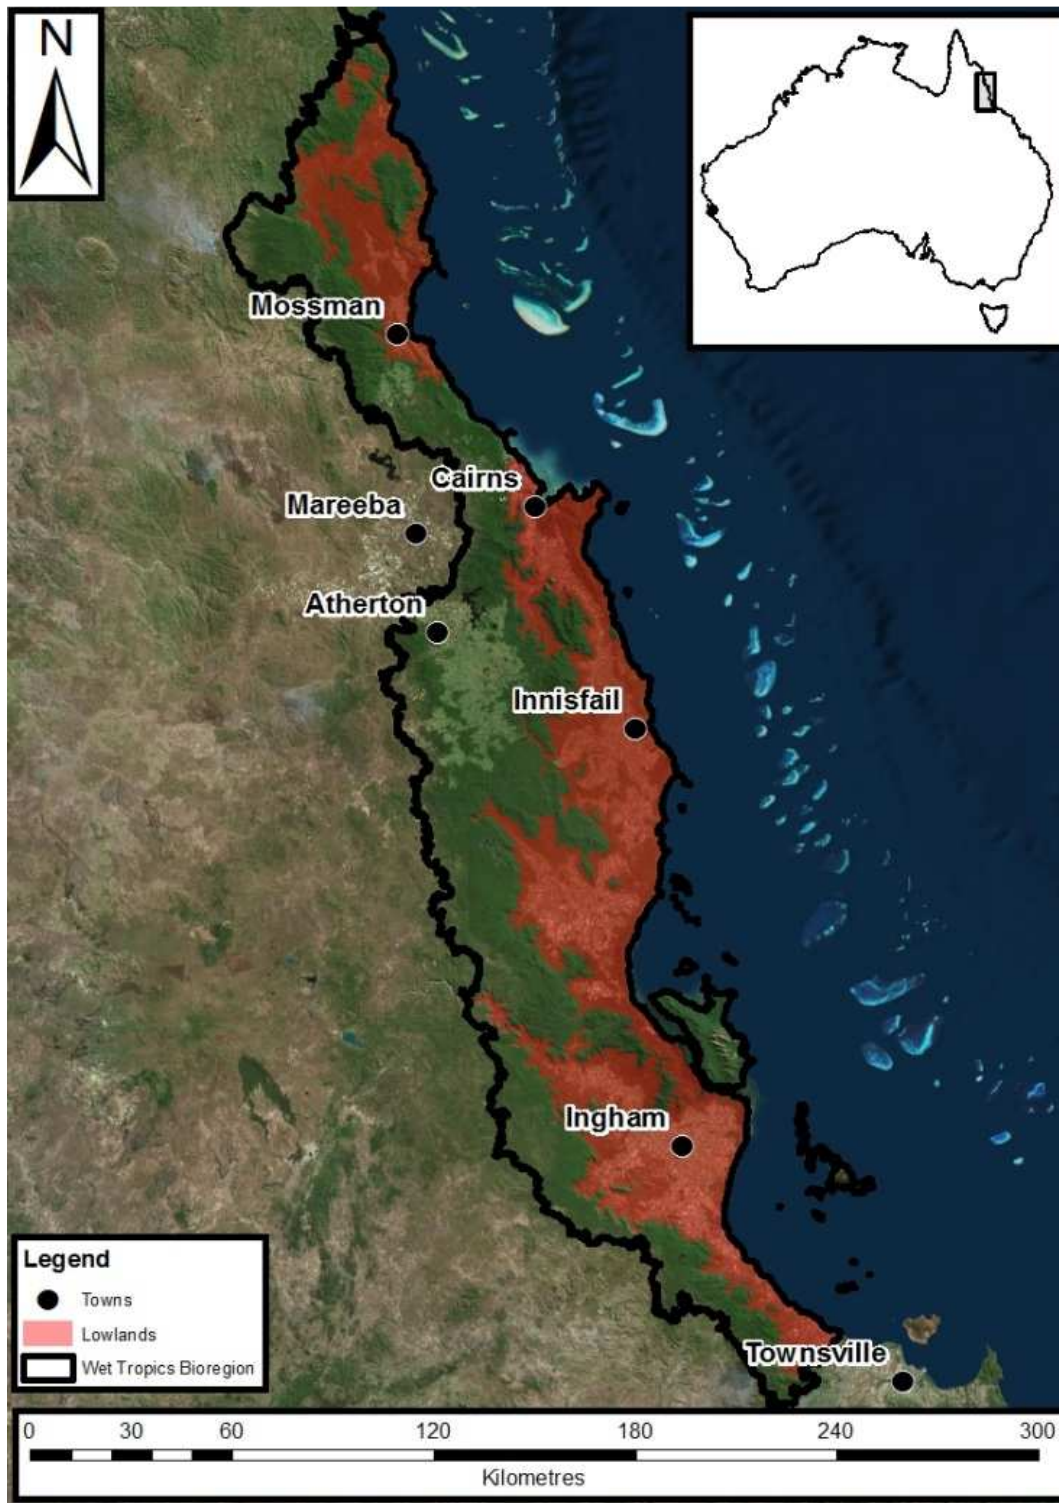 N
Mossman
Cairns
Mareeba
Atherton
Innisfail
Ingham
Townsville
Legend
Towns
Lowlands
Wet Tropics Bioregion
0 30 60 120 180 240 300
Kilometres